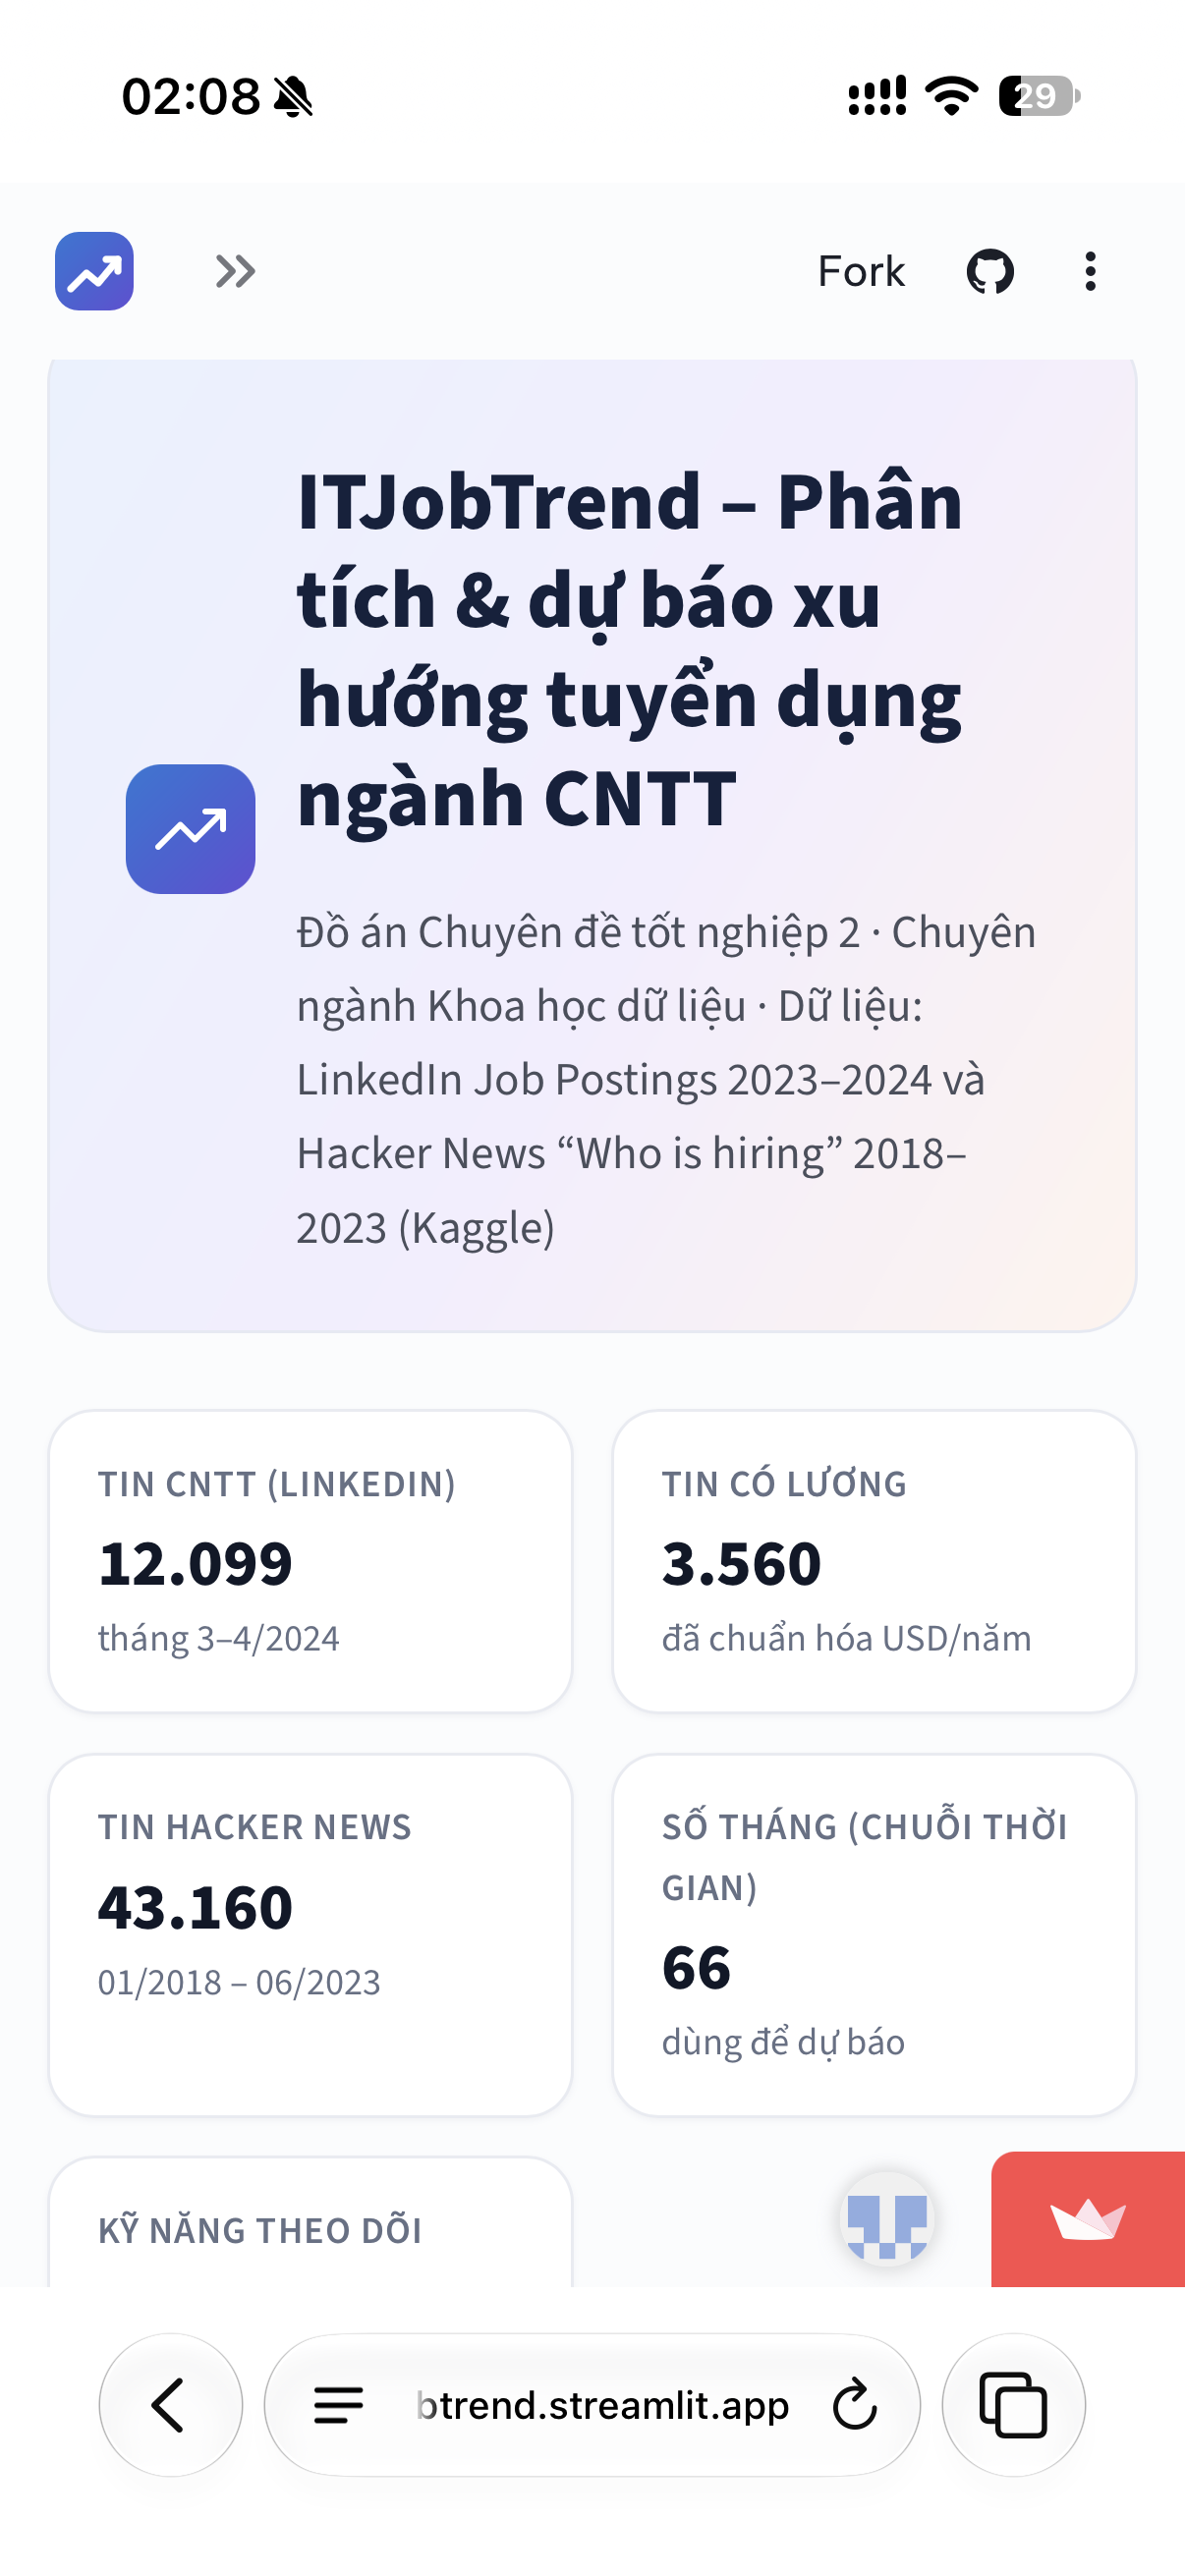 02:08
29
Fork
ITJobTrend – Phân
tích & dự báo xu
hướng tuyển dụng
ngành CNTT
Đồ án Chuyên đề tốt nghiệp 2 · Chuyên
ngành Khoa học dữ liệu · Dữ liệu:
LinkedIn Job Postings 2023–2024 và
Hacker News “Who is hiring” 2018–
2023 (Kaggle)
TIN CNTT (LINKEDIN)
12.099
tháng 3–4/2024
TIN CÓ LƯƠNG
3.560
đã chuẩn hóa USD/năm
TIN HACKER NEWS
43.160
01/2018 – 06/2023
SỐ THÁNG (CHUỖI THỜI
GIAN)
66
dùng để dự báo
KỸ NĂNG THEO DÕI
btrend.streamlit.app